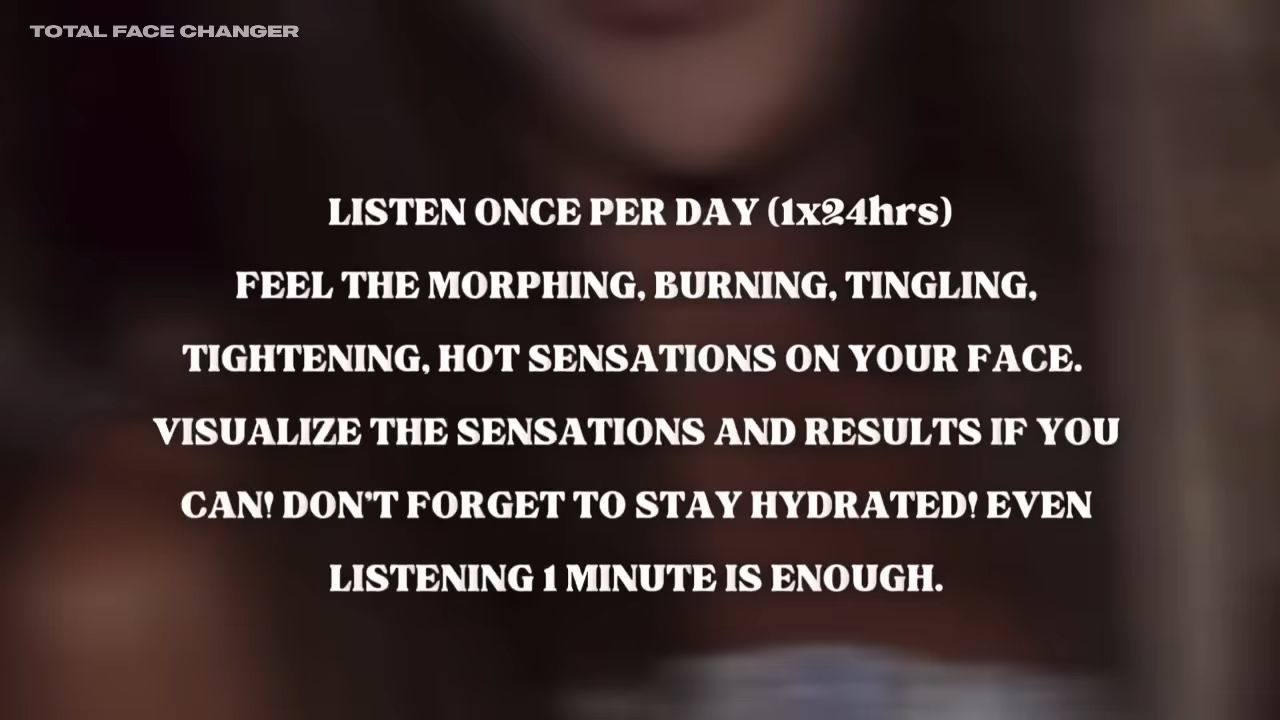 TOTAL FACE CHANGER
LISTEN ONCE PER DAY (1x24hrs)
FEEL THE MORPHING, BURNING, TINGLING,
TIGHTENING, HOT SENSATIONS ON YOUR FACE.
VISUALIZE THE SENSATIONS AND RESULTS IF YOU
CAN! DON'T FORGET TO STAY HYDRATED! EVEN
LISTENING 1 MINUTE IS ENOUGH.